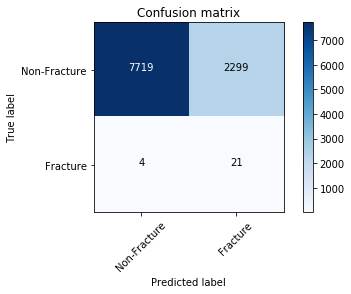 Confusion matrix
True label
Non-Fracture
7719
2299
Fracture
4
21
Non-Fracture
Fracture
Predicted label
7000
6000
5000
4000
3000
2000
1000